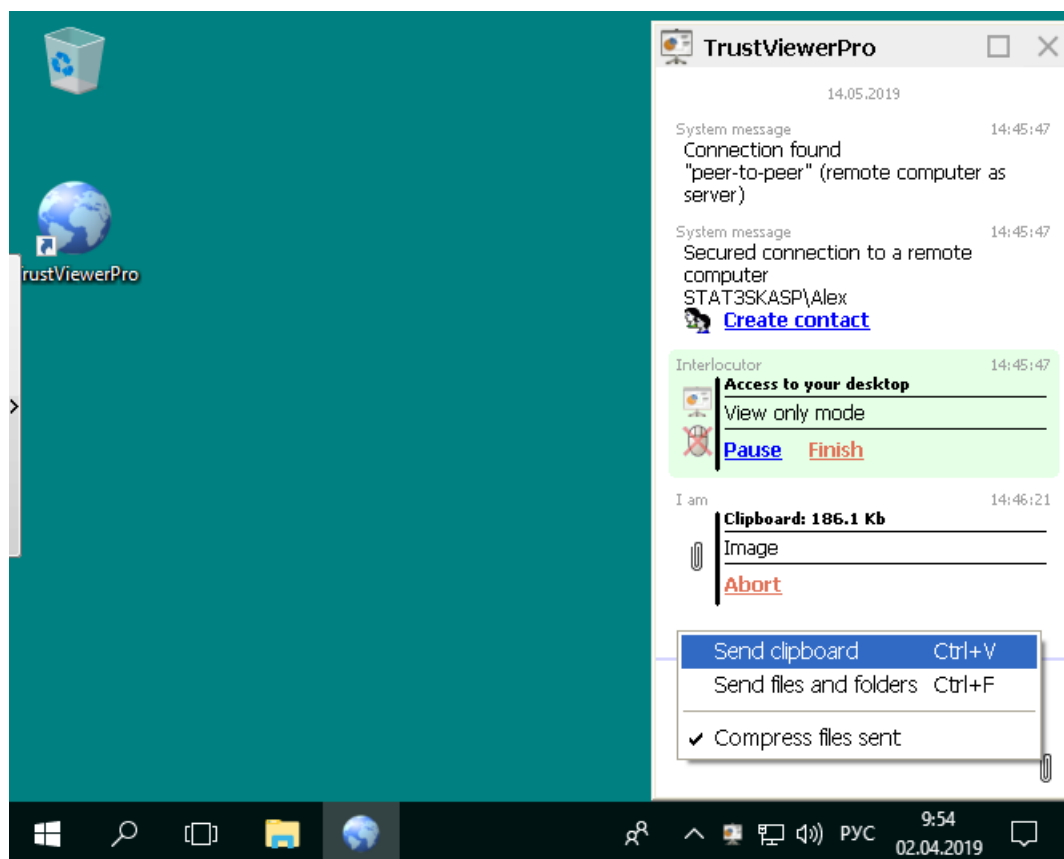 TrustViewerPro
14.05.2019
System message 14:45:47
Connection found
"peer-to-peer" (remote computer as
server)
System message 14:45:47
Secured connection to a remote
computer
STAT3SKASP\Alex
Create contact
Interlocutor 14:45:47
Access to your desktop
View only mode
Pause Finish
I am 14:46:21
Clipboard: 186.1 Kb
Image
Abort
Send clipboard Ctrl+V
Send files and folders Ctrl+F
Compress files sent
rustViewerPro
РУС
9:54
02.04.2019